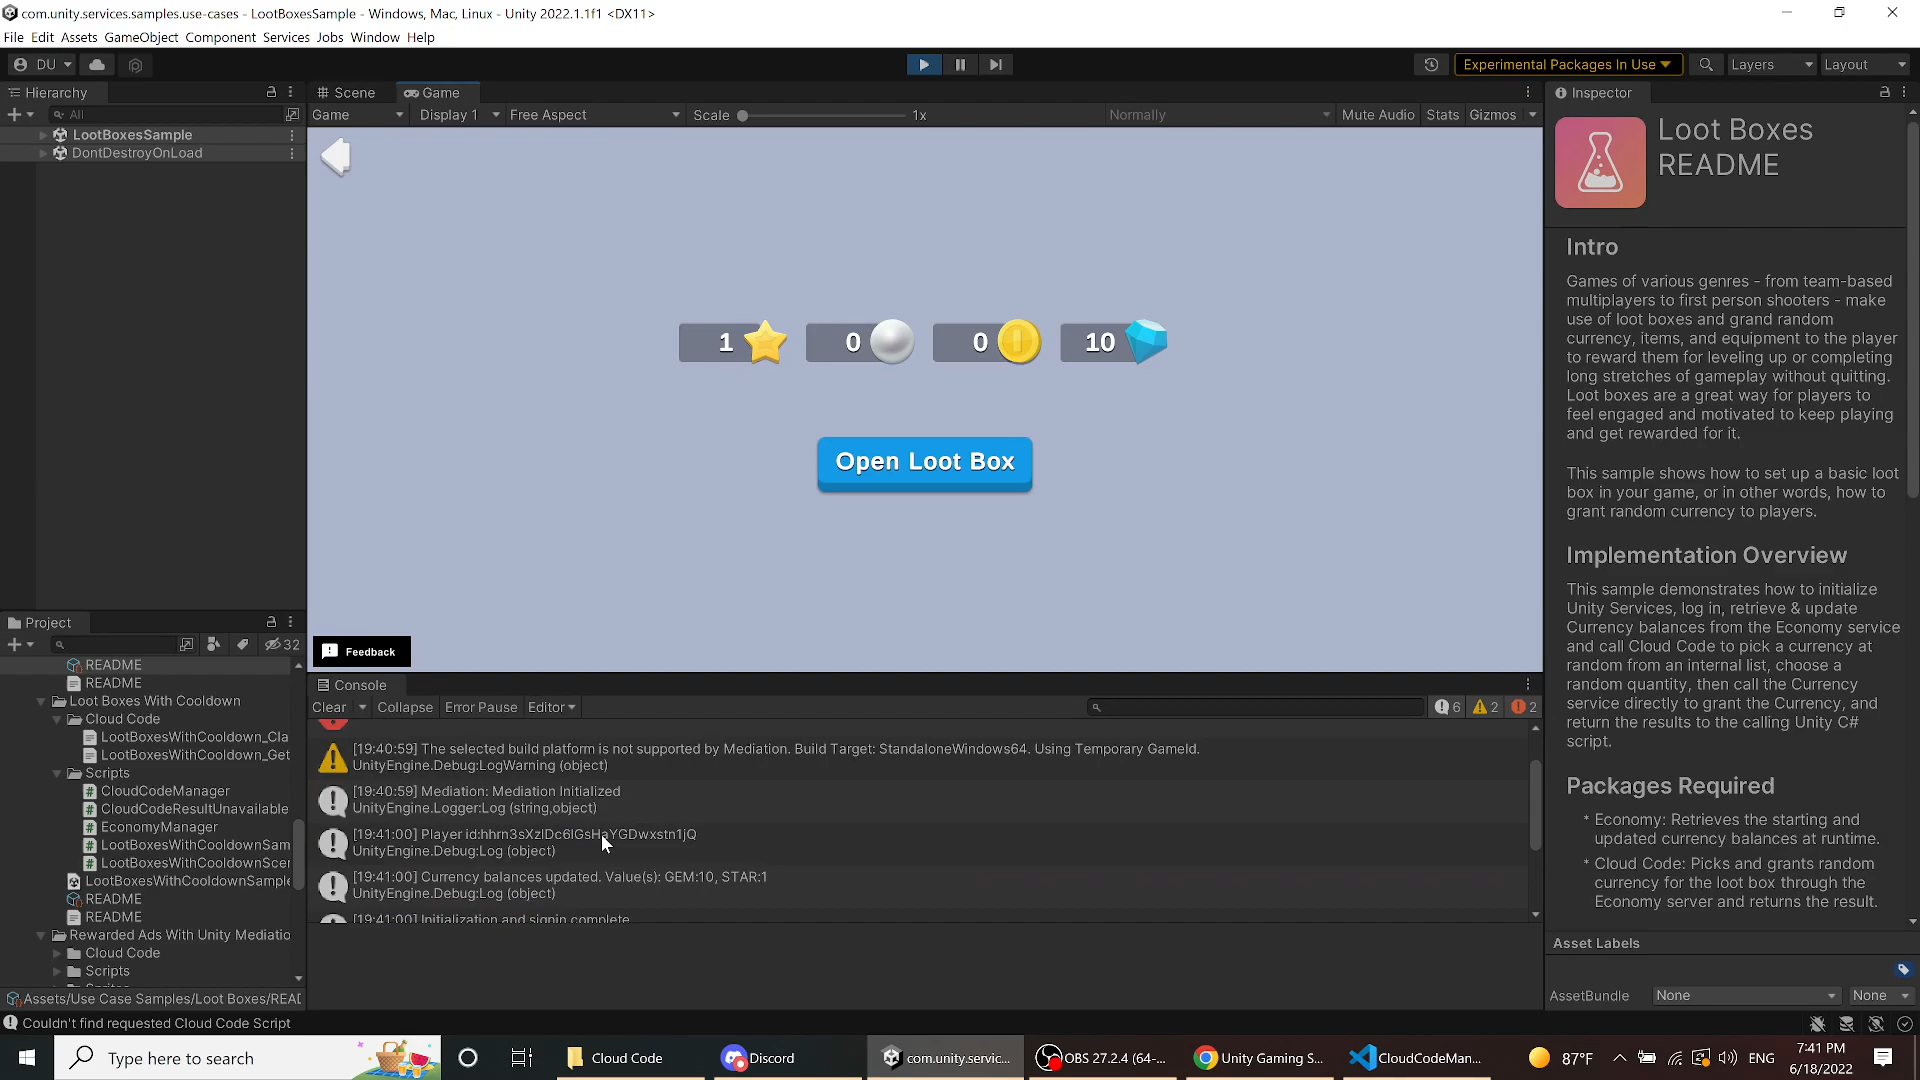 com.unity.services.samples.use-cases - LootBoxesSample - Windows, Mac, Linux - Unity 2022.1.1f1 <DX11>
File Edit Assets GameObject Component Services Jobs Window Help
DU
Experimental Packages In Use
Layers
Layout
Hierarchy
All
LootBoxesSample
DontDestroyOnLoad
Scene
Game
Game
Display 1
Free Aspect
Scale
1x
Normally
Mute Audio
Stats
Gizmos
1
0
0
10
Open Loot Box
Feedback
Project
32
README
README
Loot Boxes With Cooldown
Cloud Code
LootBoxesWithCooldown_Cla
LootBoxesWithCooldown_Get
Scripts
CloudCodeManager
CloudCodeResultUnavailable
EconomyManager
LootBoxesWithCooldownSam
LootBoxesWithCooldownScer
LootBoxesWithCooldownSample
README
README
Rewarded Ads With Unity Mediatio
Cloud Code
Scripts
Assets/Use Case Samples/Loot Boxes/READ
Couldn't find requested Cloud Code Script
Console
Clear
Collapse
Error Pause
Editor
6
2
2
[19:40:59] The selected build platform is not supported by Mediation. Build Target: StandaloneWindows64. Using Temporary GameId.
UnityEngine.Debug:LogWarning (object)
[19:40:59] Mediation: Mediation Initialized
UnityEngine.Logger:Log (string,object)
[19:41:00] Player
UnityEngine.Debug:Log (object)
[19:41:00] Currency balances updated. Value(s): GEM:10, STAR:1
UnityEngine.Debug:Log (object)
[19:41:00] Initialization and signin complete.
Inspector
Loot Boxes
README
Intro
Games of various genres - from team-based
multiplayers to first person shooters - make
use of loot boxes and grand random
currency, items, and equipment to the player
to reward them for leveling up or completing
long stretches of gameplay without quitting.
Loot boxes are a great way for players to
feel engaged and motivated to keep playing
and get rewarded for it.
This sample shows how to set up a basic loot
box in your game, or in other words, how to
grant random currency to players.
Implementation Overview
This sample demonstrates how to initialize
Unity Services, log in, retrieve & update
Currency balances from the Economy service
and call Cloud Code to pick a currency at
random from an internal list, choose a
random quantity, then call the Currency
service directly to grant the Currency, and
return the results to the calling Unity C#
script.
Packages Required
* Economy: Retrieves the starting and
updated currency balances at runtime.
* Cloud Code: Picks and grants random
currency for the loot box through the
Economy server and returns the result.
Asset Labels
AssetBundle
None
None
Type here to search
Cloud Code
Discord
com.unity.servic...
OBS 27.2.4 (64-...
Unity Gaming S...
CloudCodeMan...
87°F
ENG
7:41 PM
6/18/2022